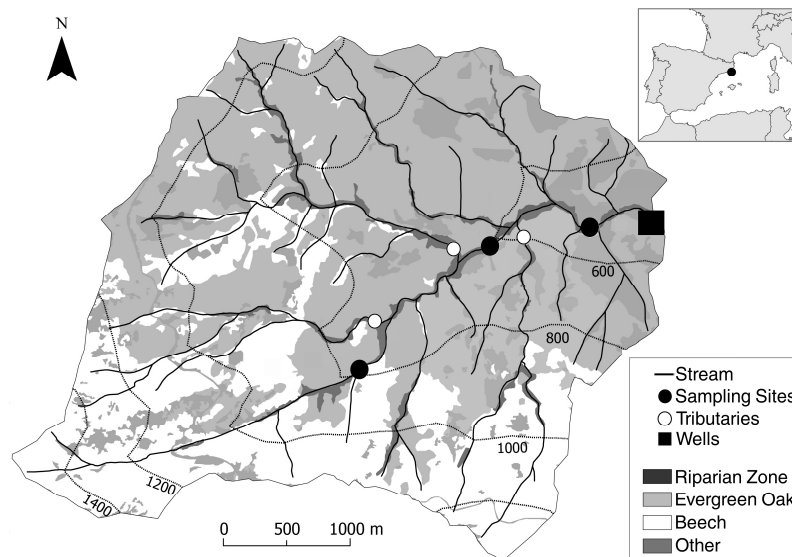 N
600
800
1000
1200
1400
0 500 1000 m
Stream
Sampling Sites
Tributaries
Wells
Riparian Zone
Evergreen Oak
Beech
Other